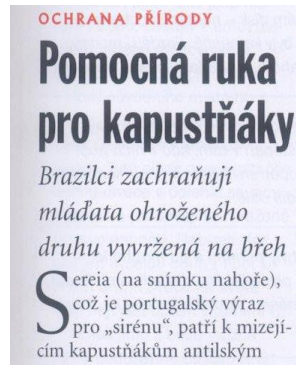 OCHRANA PŘÍRODY
Pomocná ruka
pro kapustňáky
Brazilci zachraňují
mláďata ohroženého
druhu vyvržená na břeh
Sereia (na snímku nahoře),
což je portugalský výraz
pro „sirénu“, patří k mizejí-
cím kapustňákům antilským